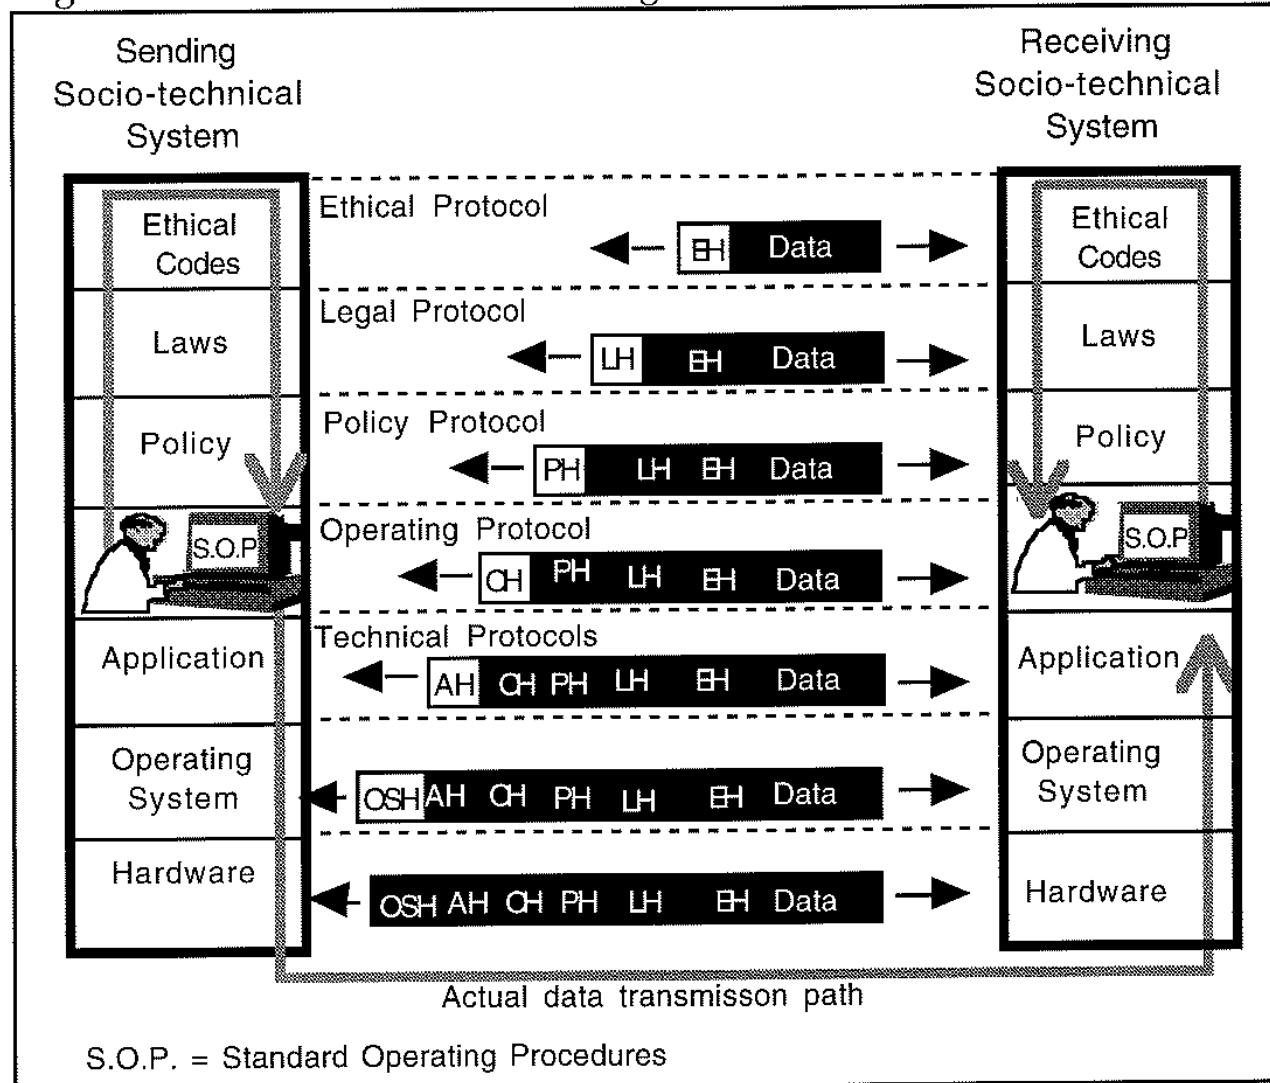 Sending
Socio-technical
System
Receiving
Socio-technical
System
Ethical
Codes
Ethical Protocol
EH Data
Ethical
Codes
Laws
Legal Protocol
LH EH Data
Laws
Policy
Policy Protocol
PH LH EH Data
Policy
S.O.P
Operating Protocol
OH PH LH EH Data
S.O.P
Application
Technical Protocols
AH OH PH LH EH Data
Application
Operating
System
OSH AH OH PH LH EH Data
Operating
System
Hardware
OSH AH OH PH LH EH Data
Hardware
Actual data transmisson path
S.O.P. = Standard Operating Procedures